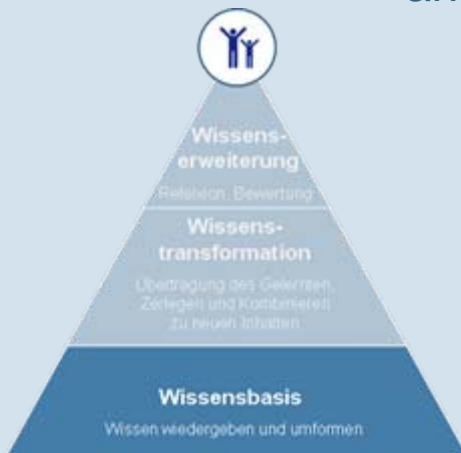 Wissens-
erweiterung
Reflexion, Bewertung
Wissens-
transformation
Übertragung des Gelernten,
Zerlegen und Kombinieren
zu neuen Inhalten
Wissensbasis
Wissen wiedergeben und umformen